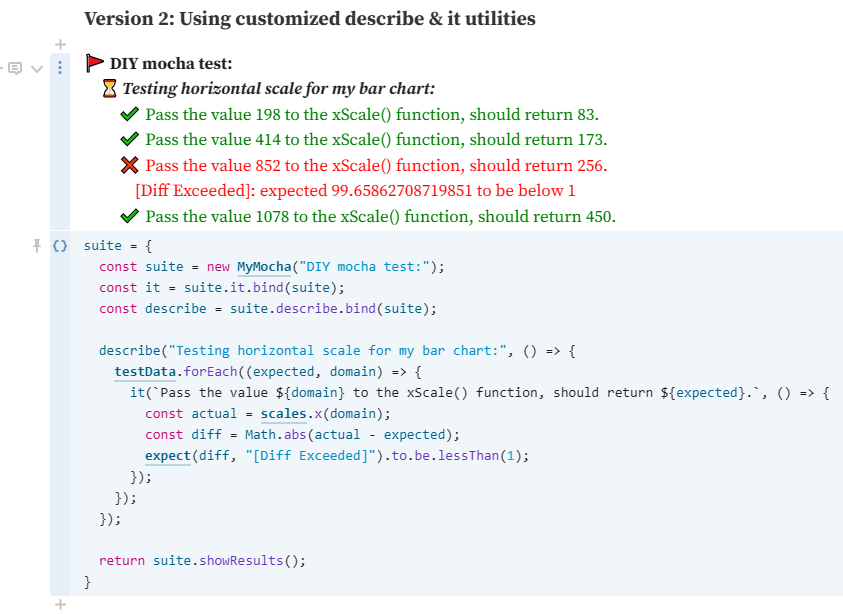 Version 2: Using customized describe & it utilities
DIY mocha test:
Testing horizontal scale for my bar chart:
Pass the value 198 to the xScale() function, should return 83.
Pass the value 414 to the xScale() function, should return 173.
Pass the value 852 to the xScale() function, should return 256.
[Diff Exceeded]: expected 99.65862708719851 to be below 1
Pass the value 1078 to the xScale() function, should return 450.
suite = {
  const suite = new MyMocha("DIY mocha test:");
  const it = suite.it.bind(suite);
  const describe = suite.describe.bind(suite);
  describe("Testing horizontal scale for my bar chart:", () => {
    testData.forEach((expected, domain) => {
      it(`Pass the value ${domain} to the xScale() function, should return ${expected}.`, () => {
        const actual = scales.x(domain);
        const diff = Math.abs(actual - expected);
        expect(diff, "[Diff Exceeded]").to.be.lessThan(1);
      });
    });
  });
  return suite.showResults();
}